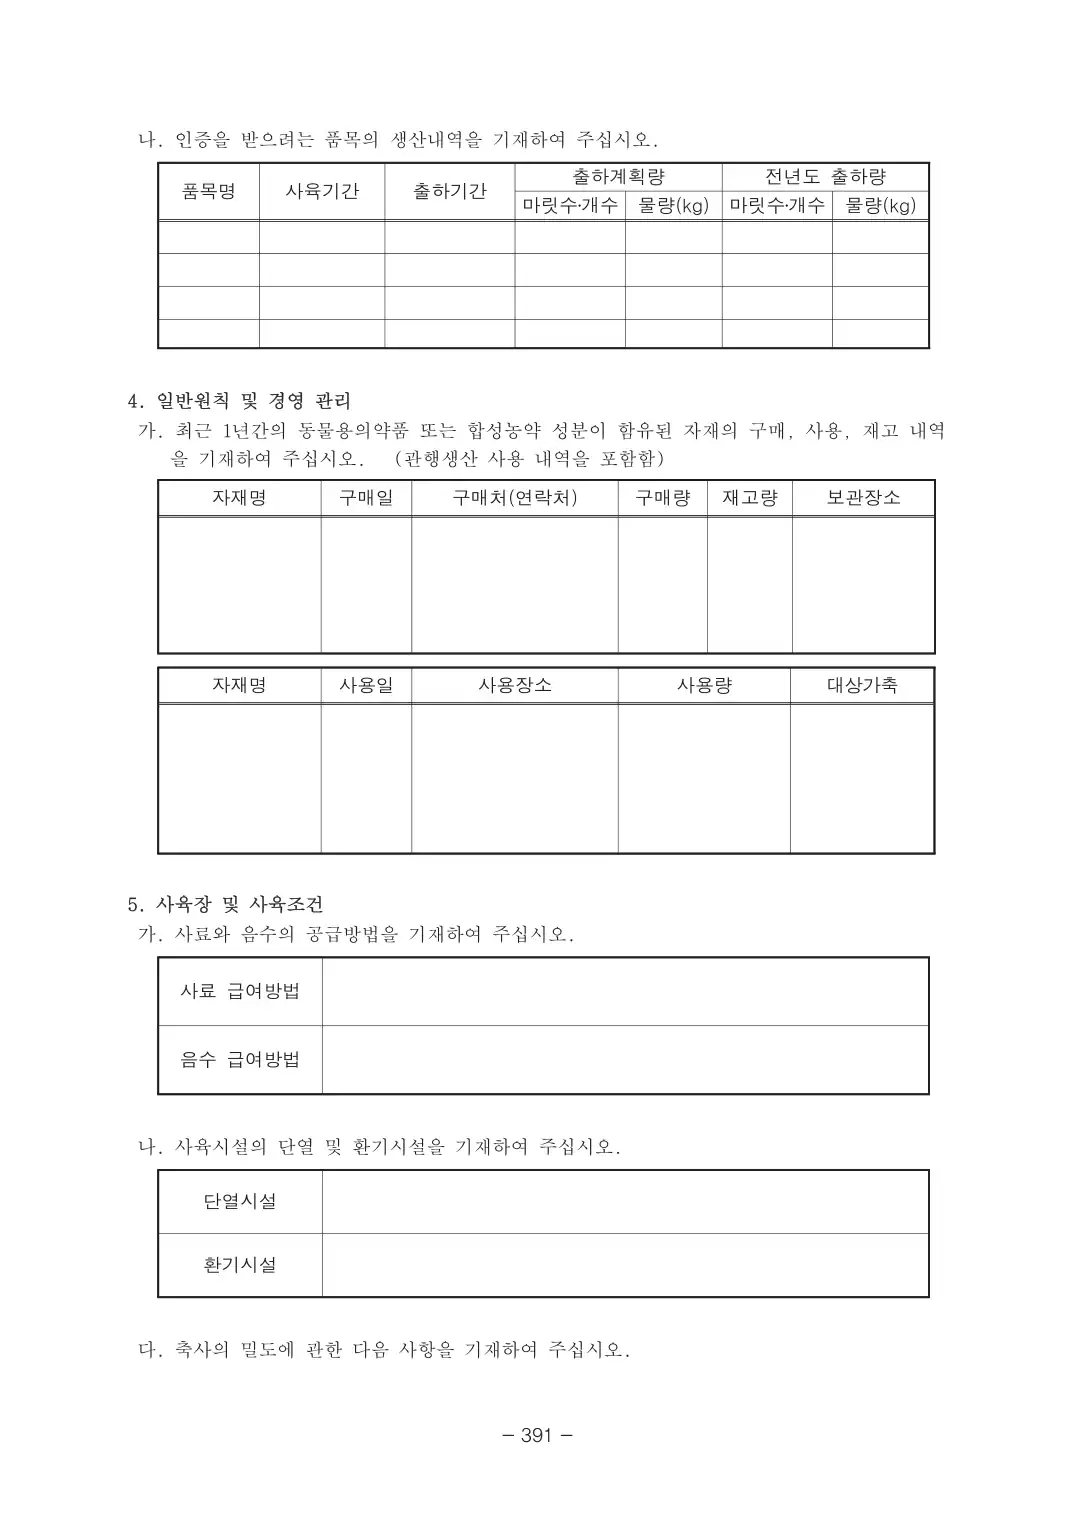 나. 인증을 받으려는 품목의 생산내역을 기재하여 주십시오.
품목명 사육기간 출하기간 출하계획량 전년도 출하량
마릿수·개수 물량(kg) 마릿수·개수 물량(kg)
4. 일반원칙 및 경영 관리
가. 최근 1년간의 동물용의약품 또는 합성농약 성분이 함유된 자재의 구매, 사용, 재고 내역
을 기재하여 주십시오. (관행생산 사용 내역을 포함함)
자재명 구매일 구매처(연락처) 구매량 재고량 보관장소
자재명 사용일 사용장소 사용량 대상가축
5. 사육장 및 사육조건
가. 사료와 음수의 공급방법을 기재하여 주십시오.
사료 급여방법
음수 급여방법
나. 사육시설의 단열 및 환기시설을 기재하여 주십시오.
단열시설
환기시설
다. 축사의 밀도에 관한 다음 사항을 기재하여 주십시오.
- 391 -